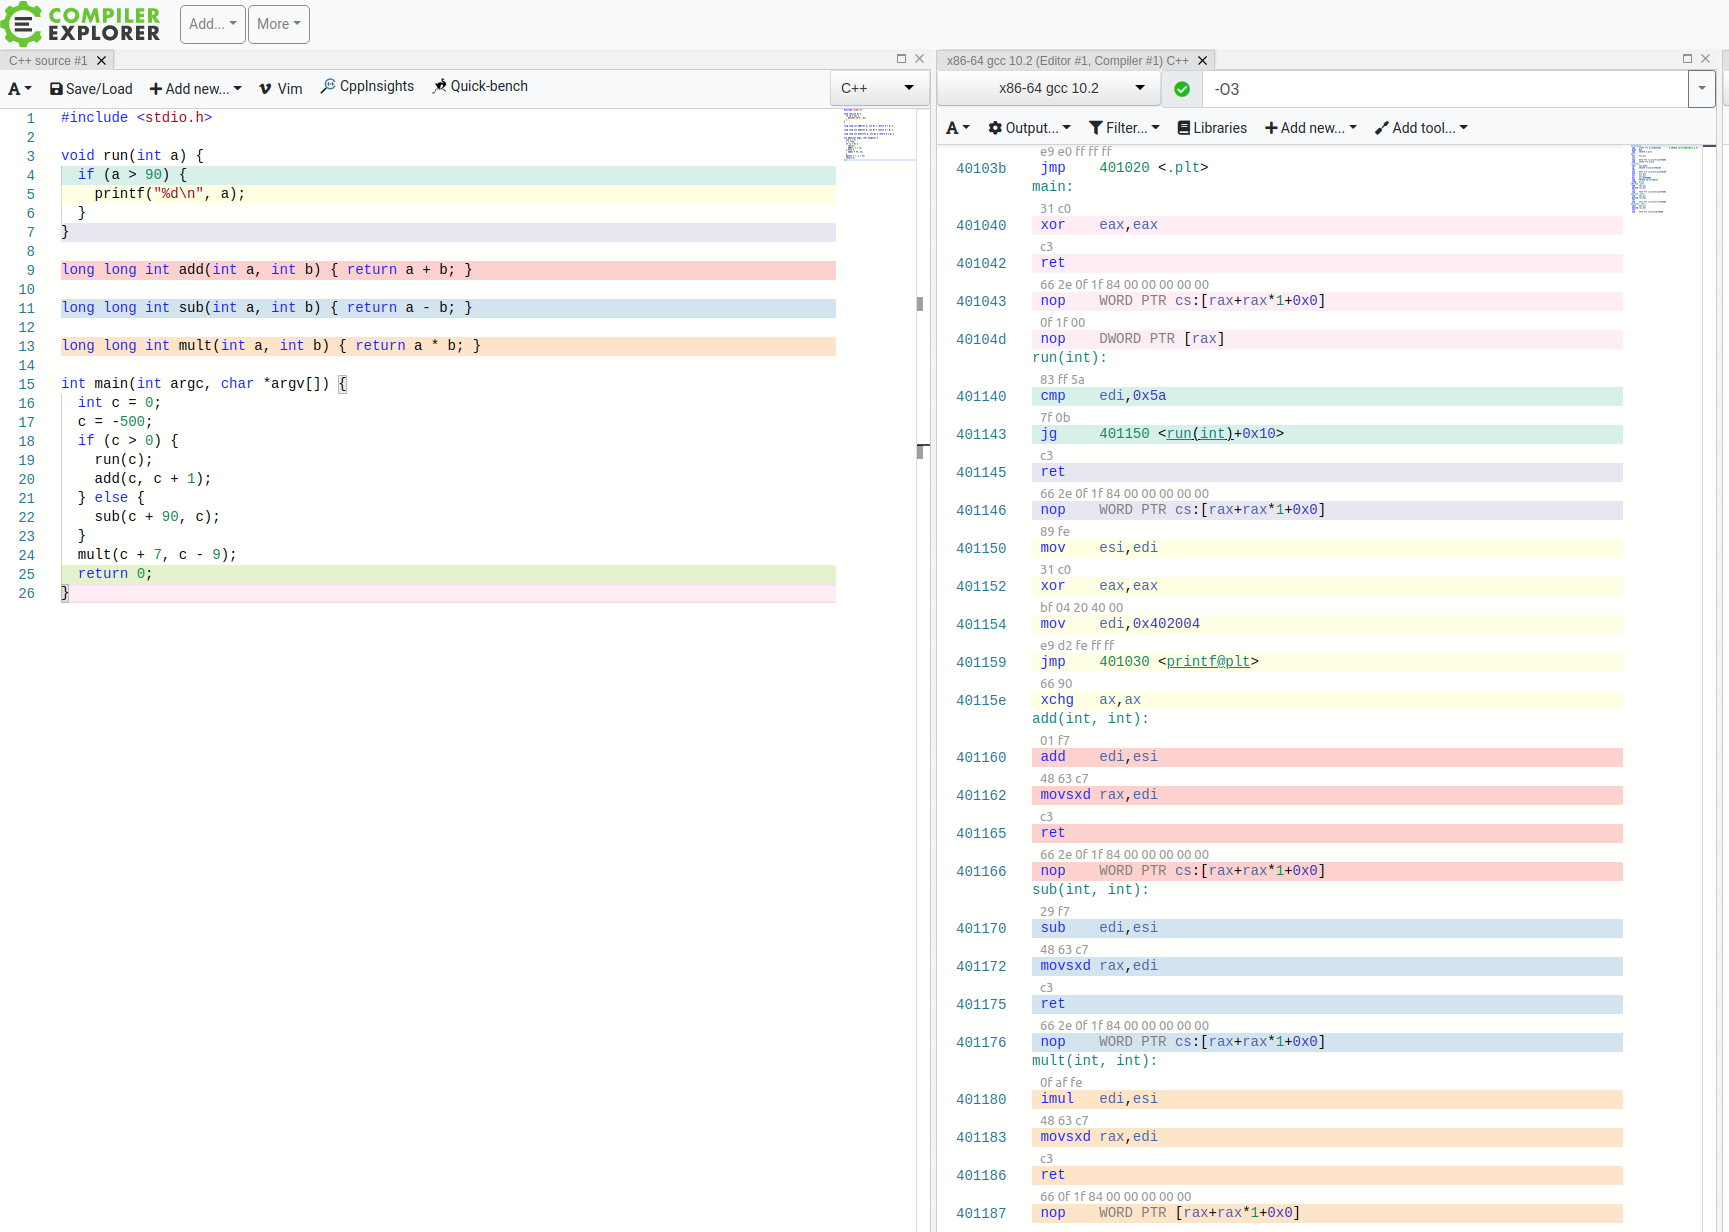 COMPILER
EXPLORER
Add...
More
C++ source #1
A
Save/Load
Add new...
Vim
CppInsights
Quick-bench
C++
1 #include <stdio.h>
2
3 void run(int a) {
4   if (a > 90) {
5     printf("%d\n", a);
6   }
7 }
8
9 long long int add(int a, int b) { return a + b; }
10
11 long long int sub(int a, int b) { return a - b; }
12
13 long long int mult(int a, int b) { return a * b; }
14
15 int main(int argc, char *argv[]) {
16   int c = 0;
17   c = -500;
18   if (c > 0) {
19     run(c);
20     add(c, c + 1);
21   } else {
22     sub(c + 90, c);
23   }
24   mult(c + 7, c - 9);
25   return 0;
26 }
x86-64 gcc 10.2 (Editor #1, Compiler #1) C++
x86-64 gcc 10.2
-O3
A
Output...
Filter...
Libraries
Add new...
Add tool...
e9 e0 ff ff ff
40103b jmp 401020 <.plt>
main:
31 c0
401040 xor eax,eax
c3
401042 ret
66 2e 0f 1f 84 00 00 00 00 00
401043 nop WORD PTR cs:[rax+rax*1+0x0]
0f 1f 00
40104d nop DWORD PTR [rax]
run(int):
83 ff 5a
401140 cmp edi,0x5a
7f 0b
401143 jg 401150 <run(int)+0x10>
c3
401145 ret
66 2e 0f 1f 84 00 00 00 00 00
401146 nop WORD PTR cs:[rax+rax*1+0x0]
89 fe
401150 mov esi,edi
31 c0
401152 xor eax,eax
bf 04 20 40 00
401154 mov edi,0x402004
e9 d2 fe ff ff
401159 jmp 401030 <printf@plt>
66 90
40115e xchg ax,ax
add(int, int):
01 f7
401160 add edi,esi
48 63 c7
401162 movsxd rax,edi
c3
401165 ret
66 2e 0f 1f 84 00 00 00 00 00
401166 nop WORD PTR cs:[rax+rax*1+0x0]
sub(int, int):
29 f7
401170 sub edi,esi
48 63 c7
401172 movsxd rax,edi
c3
401175 ret
66 2e 0f 1f 84 00 00 00 00 00
401176 nop WORD PTR cs:[rax+rax*1+0x0]
mult(int, int):
0f af fe
401180 imul edi,esi
48 63 c7
401183 movsxd rax,edi
c3
401186 ret
66 0f 1f 84 00 00 00 00 00
401187 nop WORD PTR [rax+rax*1+0x0]